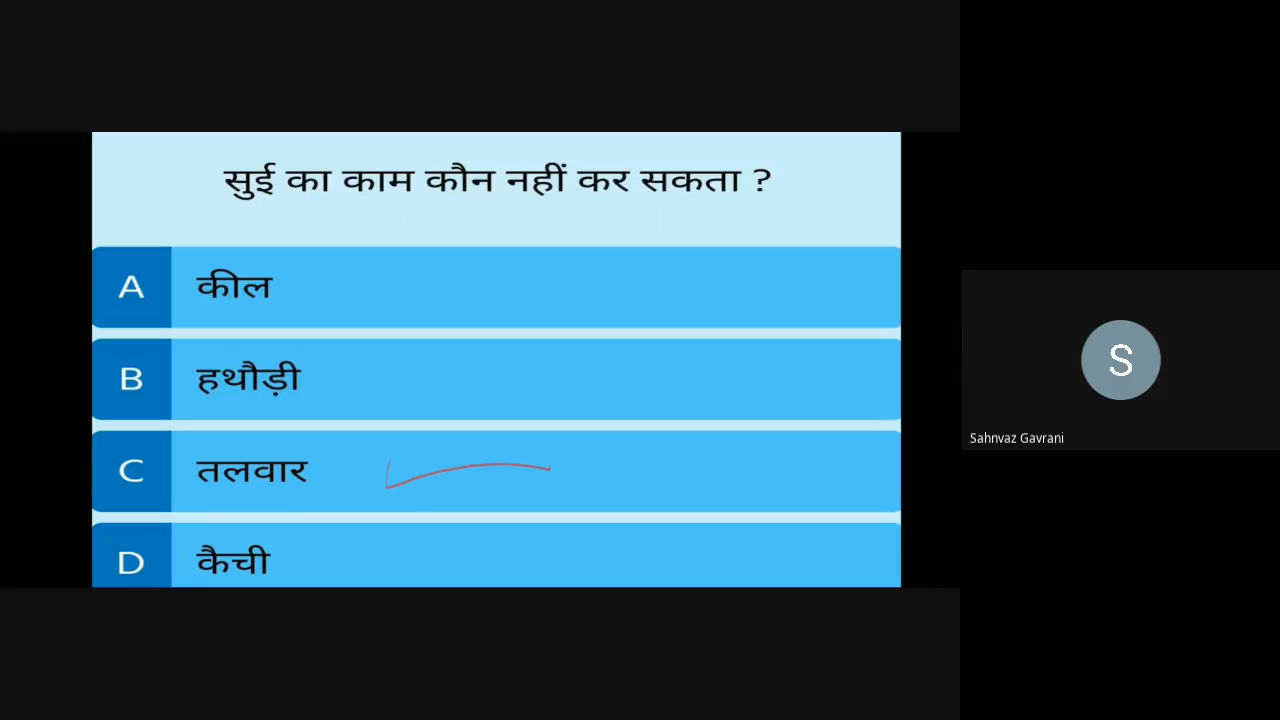 सुई का काम कौन नहीं कर सकता ?
A कील
B हथौड़ी
C तलवार
D कैची
S
Sahnvaz Gavrani